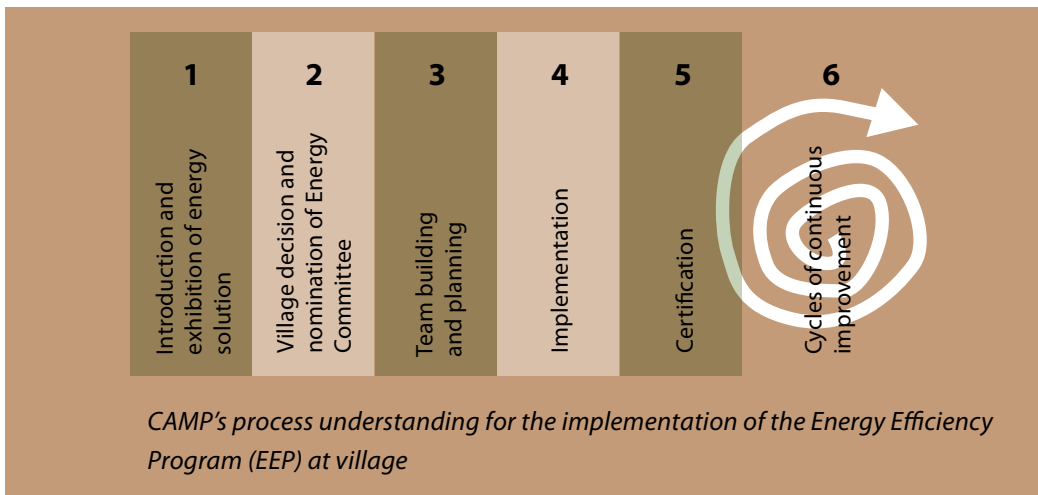 1
Introduction and
exhibition of energy
solution
2
Village decision and
nomination of Energy
Committee
3
Team building
and planning
4
Implementation
5
Certification
6
Cycles of continuous
improvement
CAMP's process understanding for the implementation of the Energy Efficiency
Program (EEP) at village